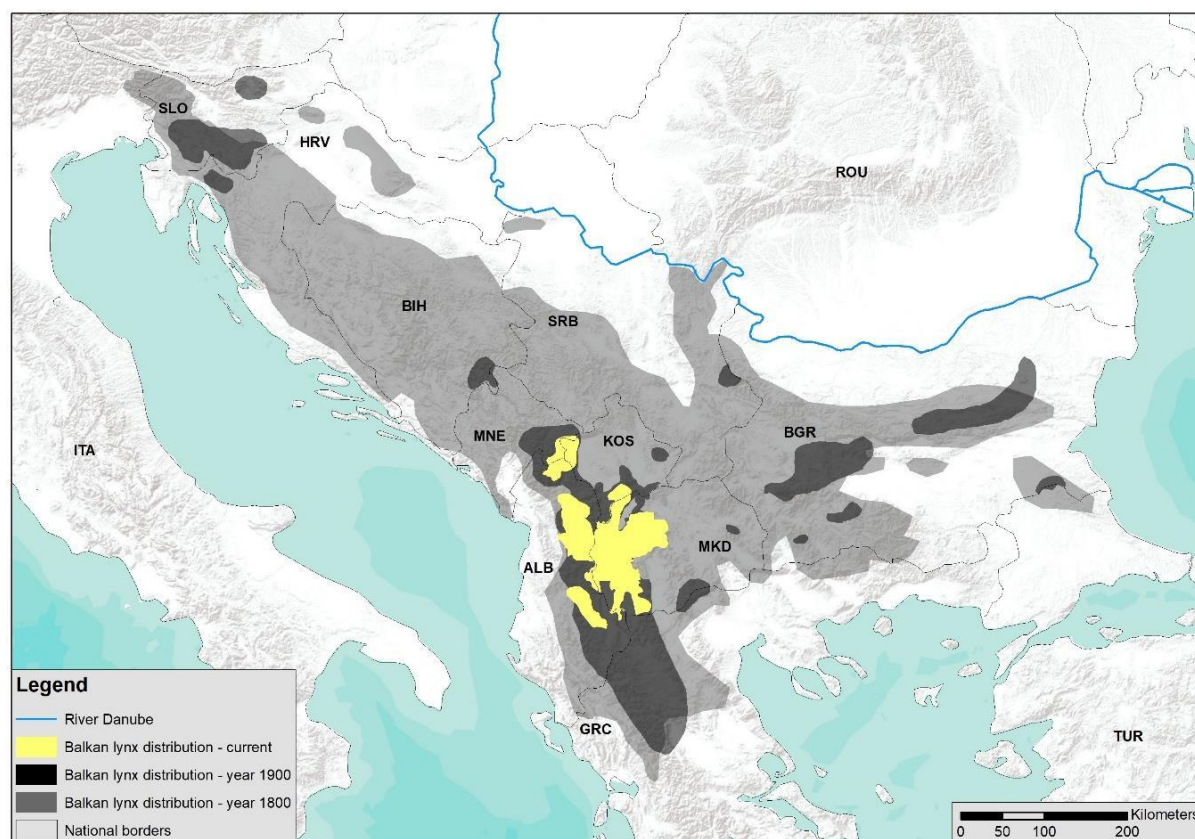 SLO
HRV
ROU
BIH
SRB
ITA
MNE
KOS
BGR
ALB
MKD
GRC
TUR
Legend
River Danube
Balkan lynx distribution - current
Balkan lynx distribution - year 1900
Balkan lynx distribution - year 1800
National borders
Kilometers
0 50 100 200